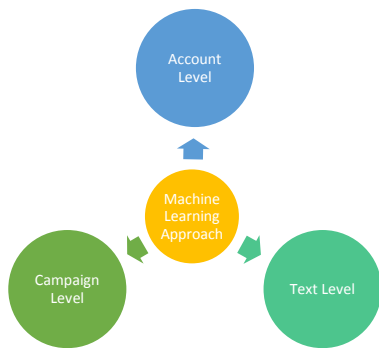 Account
Level
Machine
Learning
Approach
Campaign
Level
Text Level